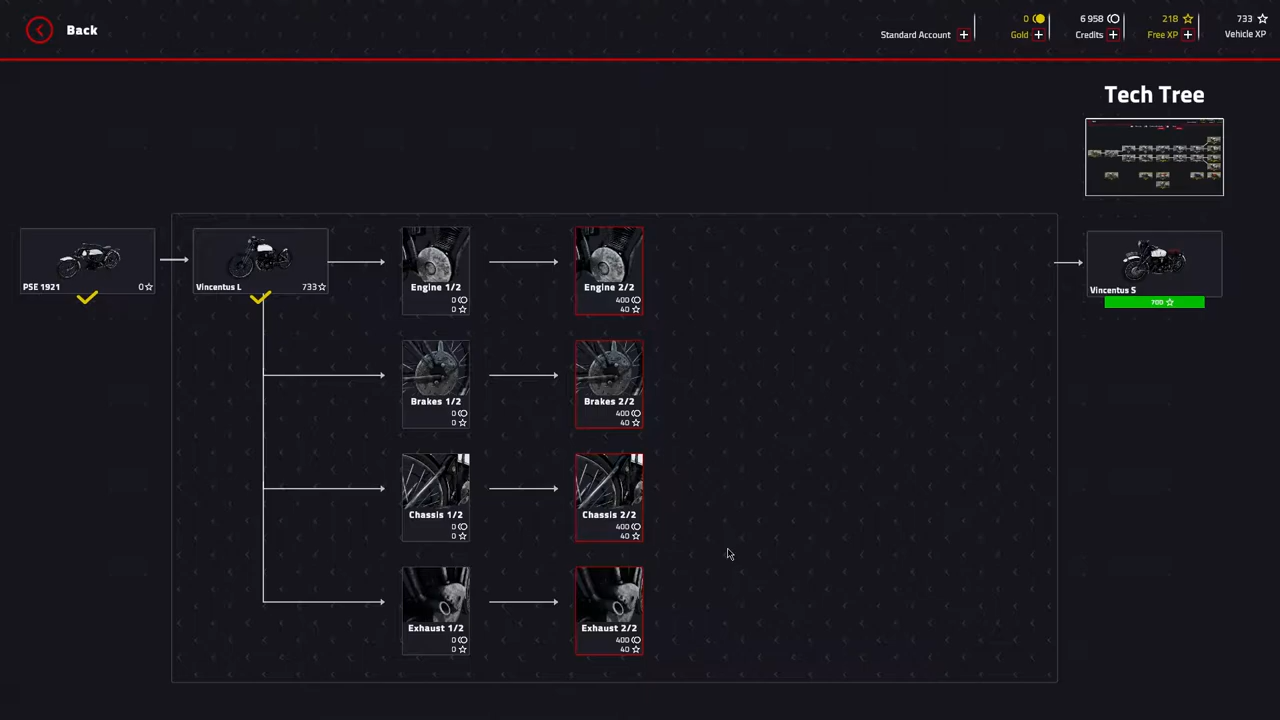 Back
Standard Account
0
Gold
6 958
Credits
218
Free XP
733
Vehicle XP
Tech Tree
PSE 1921 0
Vincentus L 733
Engine 1/2
0
0
Engine 2/2
400
40
Vincentus S
700
Brakes 1/2
0
0
Brakes 2/2
400
40
Chassis 1/2
0
0
Chassis 2/2
400
40
Exhaust 1/2
0
0
Exhaust 2/2
400
40